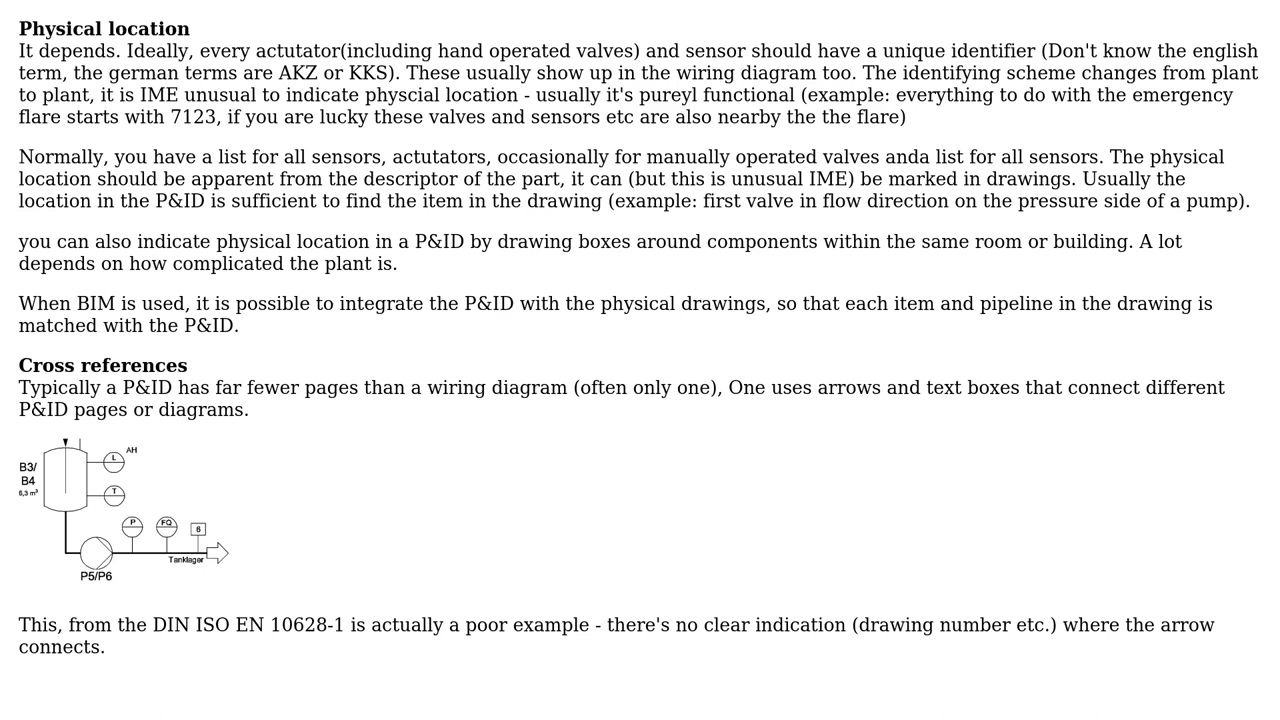 Physical location
It depends. Ideally, every actutator(including hand operated valves) and sensor should have a unique identifier (Don't know the english
term, the german terms are AKZ or KKS). These usually show up in the wiring diagram too. The identifying scheme changes from plant
to plant, it is IME unusual to indicate physcial location - usually it's pureyl functional (example: everything to do with the emergency
flare starts with 7123, if you are lucky these valves and sensors etc are also nearby the the flare)
Normally, you have a list for all sensors, actutators, occasionally for manually operated valves anda list for all sensors. The physical
location should be apparent from the descriptor of the part, it can (but this is unusual IME) be marked in drawings. Usually the
location in the P&ID is sufficient to find the item in the drawing (example: first valve in flow direction on the pressure side of a pump).
you can also indicate physical location in a P&ID by drawing boxes around components within the same room or building. A lot
depends on how complicated the plant is.
When BIM is used, it is possible to integrate the P&ID with the physical drawings, so that each item and pipeline in the drawing is
matched with the P&ID.
Cross references
Typically a P&ID has far fewer pages than a wiring diagram (often only one), One uses arrows and text boxes that connect different
P&ID pages or diagrams.
AH
L
B3/
B4
6,3 m³
T
P
FQ
6
Tanklager
P5/P6
This, from the DIN ISO EN 10628-1 is actually a poor example - there's no clear indication (drawing number etc.) where the arrow
connects.